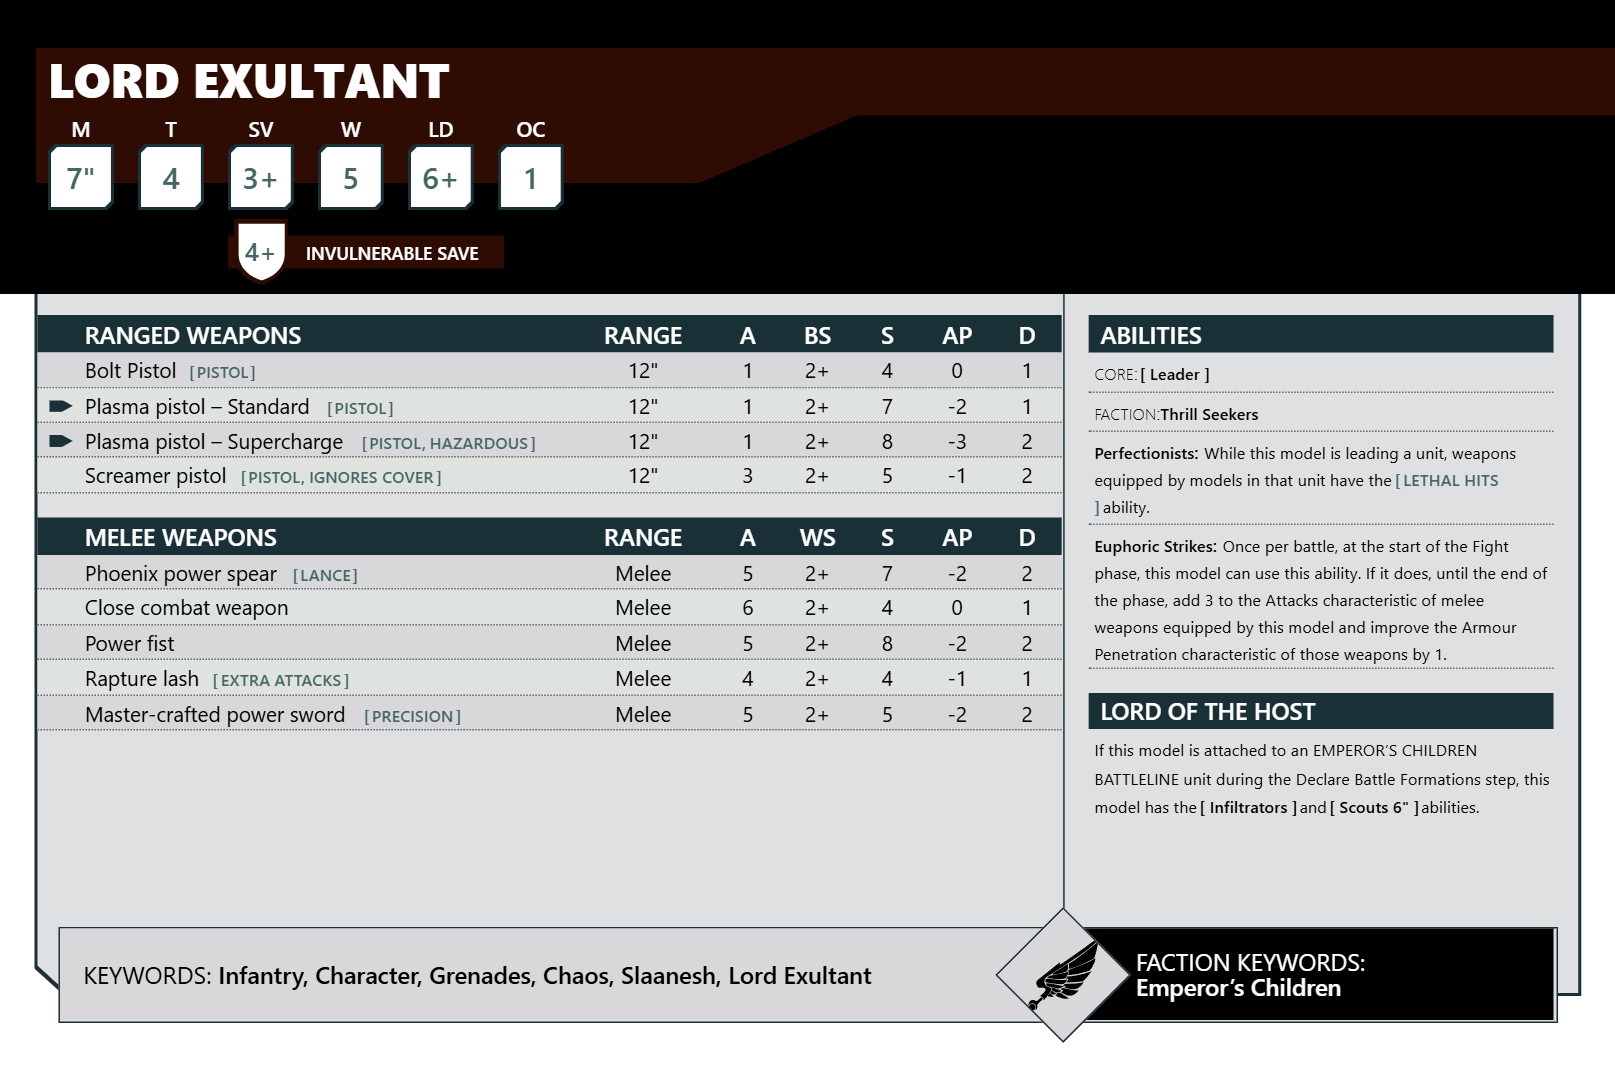 LORD EXULTANT
M T SV W LD OC
7" 4 3+ 5 6+ 1
4+ INVULNERABLE SAVE
RANGED WEAPONS RANGE A BS S AP D
Bolt Pistol [PISTOL] 12" 1 2+ 4 0 1
Plasma pistol – Standard [PISTOL] 12" 1 2+ 7 -2 1
Plasma pistol – Supercharge [PISTOL, HAZARDOUS] 12" 1 2+ 8 -3 2
Screamer pistol [PISTOL, IGNORES COVER] 12" 3 2+ 5 -1 2
MELEE WEAPONS RANGE A WS S AP D
Phoenix power spear [LANCE] Melee 5 2+ 7 -2 2
Close combat weapon Melee 6 2+ 4 0 1
Power fist Melee 5 2+ 8 -2 2
Rapture lash [EXTRA ATTACKS] Melee 4 2+ 4 -1 1
Master-crafted power sword [PRECISION] Melee 5 2+ 5 -2 2
ABILITIES
CORE: [ Leader ]
FACTION:Thrill Seekers
Perfectionists: While this model is leading a unit, weapons
equipped by models in that unit have the [ LETHAL HITS
] ability.
Euphoric Strikes: Once per battle, at the start of the Fight
phase, this model can use this ability. If it does, until the end of
the phase, add 3 to the Attacks characteristic of melee
weapons equipped by this model and improve the Armour
Penetration characteristic of those weapons by 1.
LORD OF THE HOST
If this model is attached to an EMPEROR’S CHILDREN
BATTLELINE unit during the Declare Battle Formations step, this
model has the [ Infiltrators ] and [ Scouts 6" ] abilities.
KEYWORDS: Infantry, Character, Grenades, Chaos, Slaanesh, Lord Exultant
FACTION KEYWORDS:
Emperor’s Children